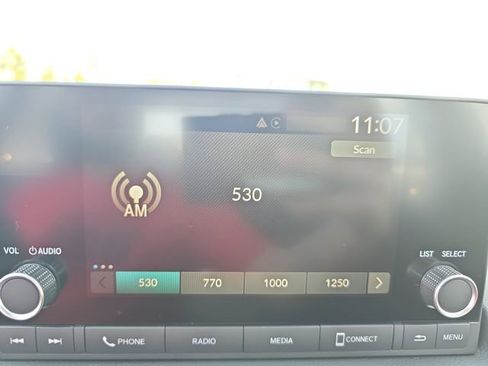 11:07
Scan
AM
530
VOL AUDIO
LIST SELECT
530 770 1000 1250
PHONE RADIO MEDIA CONNECT MENU